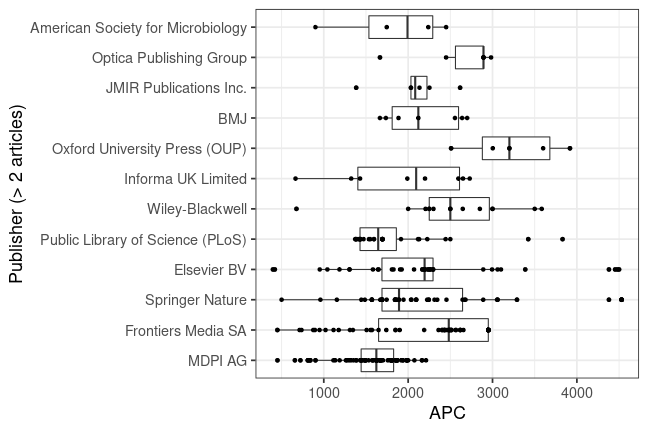 Publisher (> 2 articles)
American Society for Microbiology
Optica Publishing Group
JMIR Publications Inc.
BMJ
Oxford University Press (OUP)
Informa UK Limited
Wiley-Blackwell
Public Library of Science (PLoS)
Elsevier BV
Springer Nature
Frontiers Media SA
MDPI AG
1000 2000 3000 4000
APC